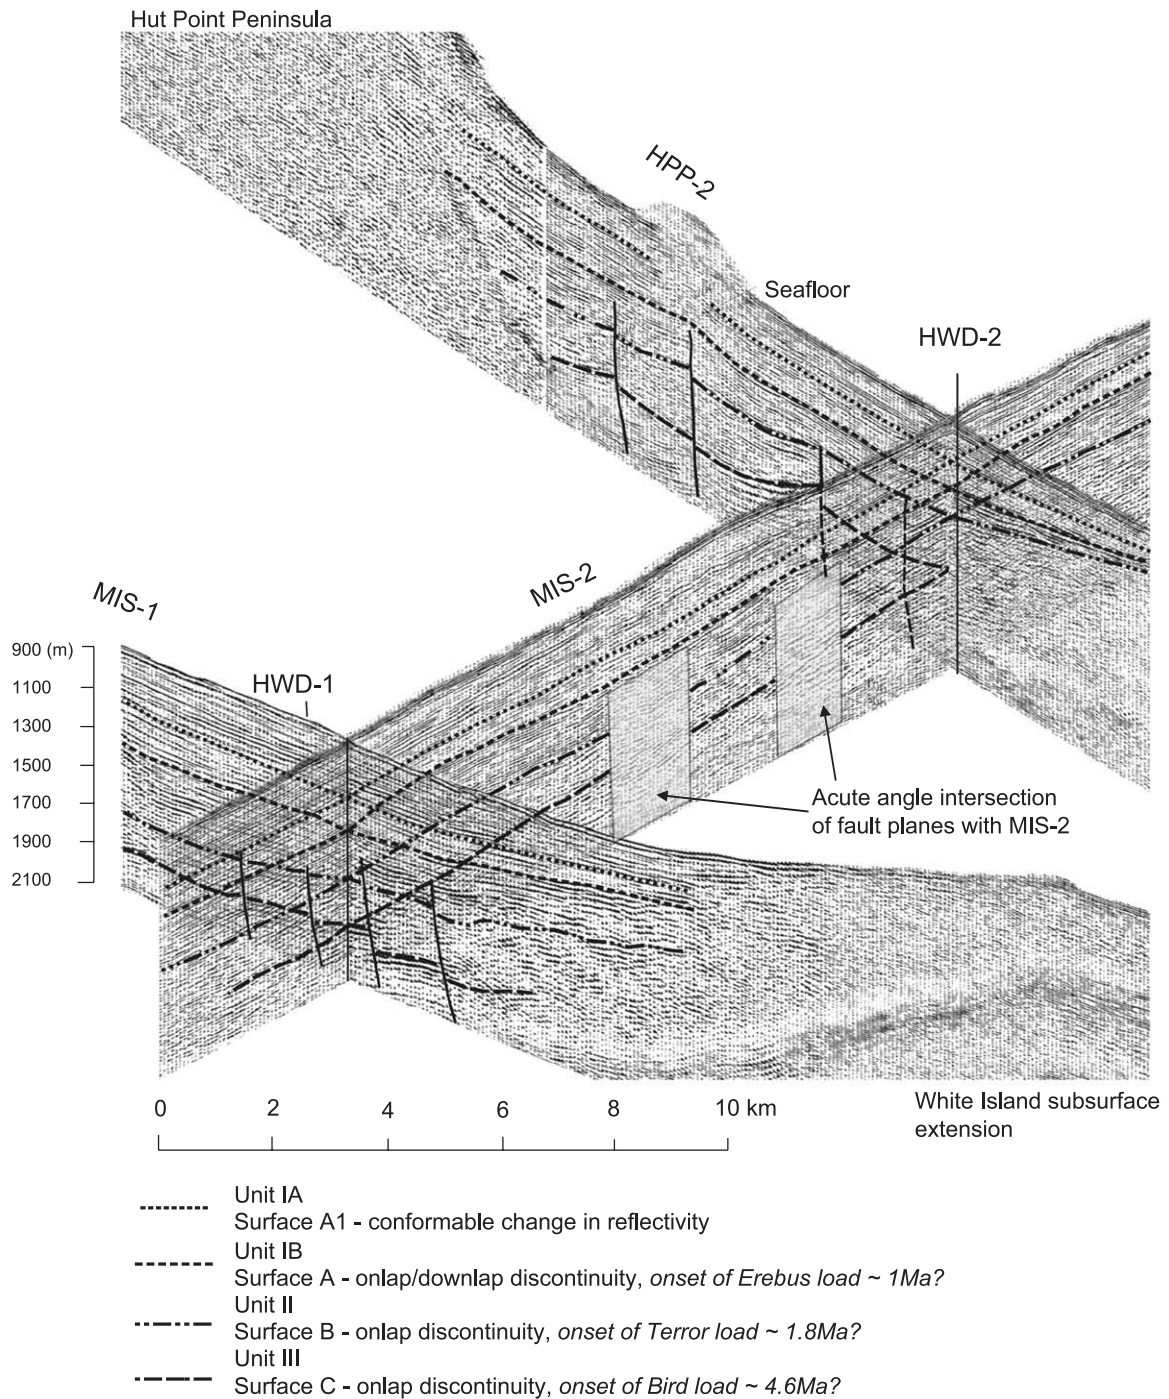 Hut Point Peninsula
HPP-2
Seafloor
HWD-2
MIS-2
MIS-1
900 (m)
HWD-1
1100
1300
1500
1700
1900
2100
Acute angle intersection
of fault planes with MIS-2
0 2 4 6 8 10 km
White Island subsurface
extension
Unit IA
Surface A1 - conformable change in reflectivity
Unit IB
Surface A - onlap/downlap discontinuity, onset of Erebus load ~ 1Ma?
Unit II
Surface B - onlap discontinuity, onset of Terror load ~ 1.8Ma?
Unit III
Surface C - onlap discontinuity, onset of Bird load ~ 4.6Ma?